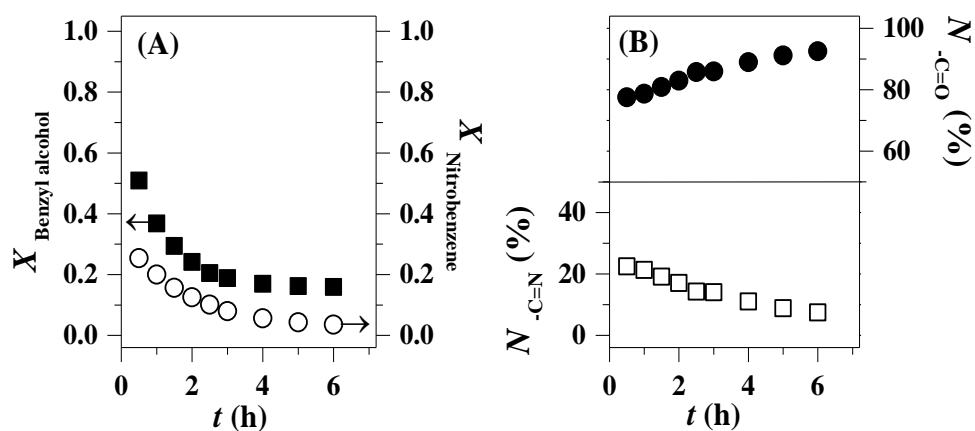 (A)
1.0
0.8
0.6
0.4
0.2
0.0
X Benzyl alcohol
1.0
0.8
0.6
0.4
0.2
0.0
X Nitrobenzene
0 2 4 6
t (h)
(B)
100
80
60
N -C=O (%)
40
20
0
N -C=N (%)
0 2 4 6
t (h)